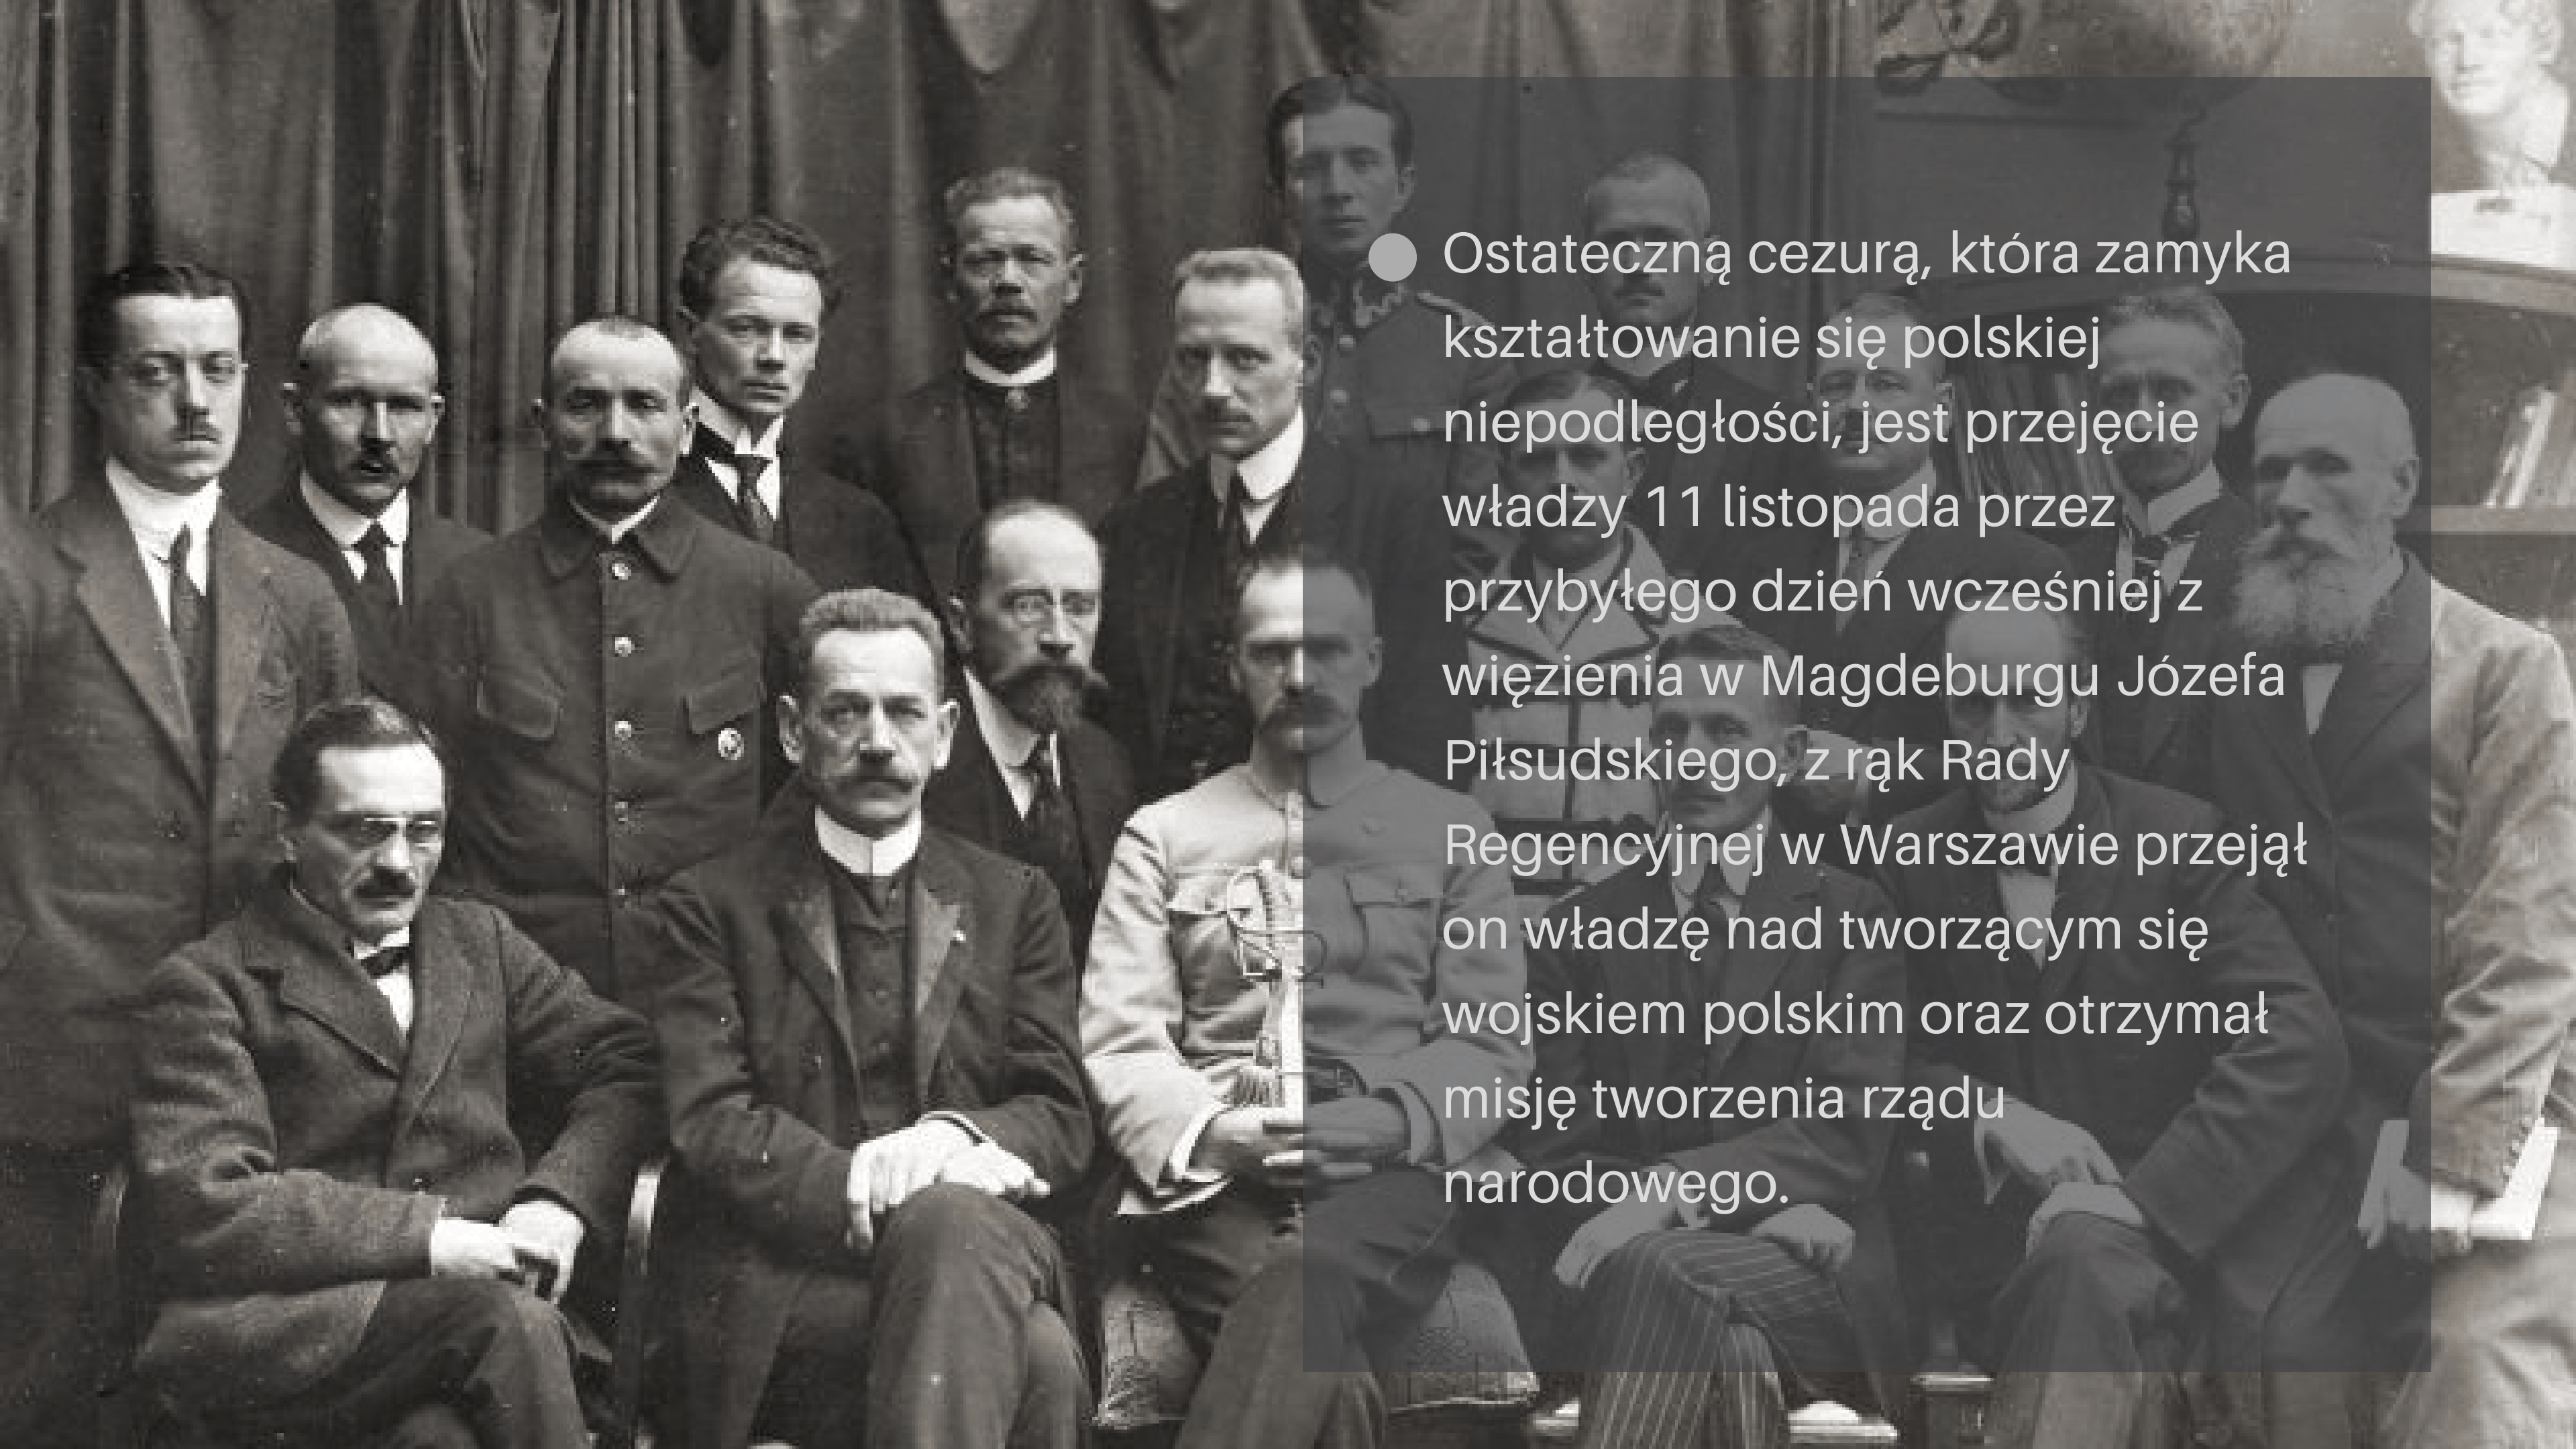 Ostateczną cezurą, która zamyka
kształtowanie się polskiej
niepodległości, jest przejęcie
władzy 11 listopada przez
przybyłego dzień wcześniej z
więzienia w Magdeburgu Józefa
Piłsudskiego, z rąk Rady
Regencyjnej w Warszawie przejął
on władzę nad tworzącym się
wojskiem polskim oraz otrzymał
misję tworzenia rządu
narodowego.